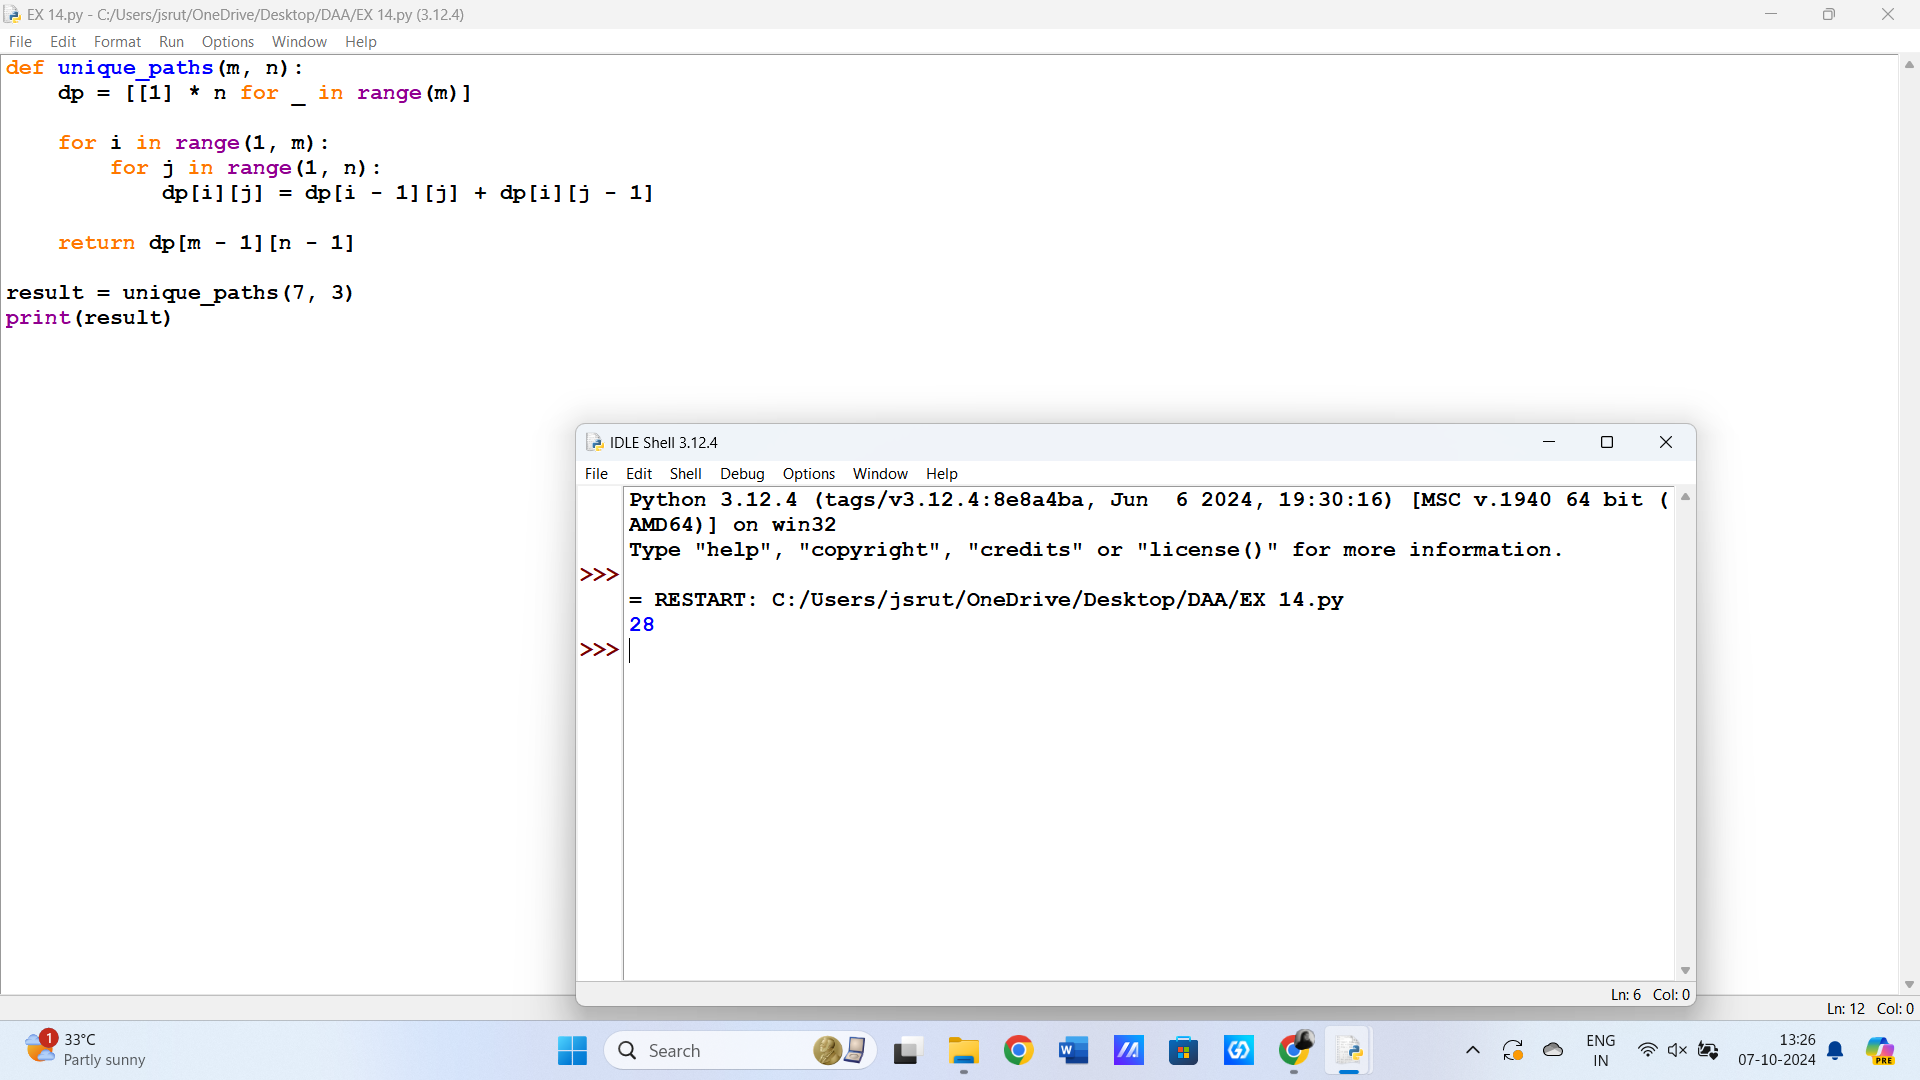 EX 14.py - C:/Users/jsrut/OneDrive/Desktop/DAA/EX 14.py (3.12.4)
File Edit Format Run Options Window Help
def unique_paths(m, n):
    dp = [[1] * n for _ in range(m)]
    for i in range(1, m):
        for j in range(1, n):
            dp[i][j] = dp[i - 1][j] + dp[i][j - 1]
    return dp[m - 1][n - 1]
result = unique_paths(7, 3)
print(result)
IDLE Shell 3.12.4
File Edit Shell Debug Options Window Help
Python 3.12.4 (tags/v3.12.4:8e8a4ba, Jun  6 2024, 19:30:16) [MSC v.1940 64 bit (
AMD64)] on win32
Type "help", "copyright", "credits" or "license()" for more information.
>>>
= RESTART: C:/Users/jsrut/OneDrive/Desktop/DAA/EX 14.py
28
>>>
Ln: 6 Col: 0
Ln: 12 Col: 0
1
33°C
Partly sunny
Search
W
ENG
IN
13:26
07-10-2024
PRE